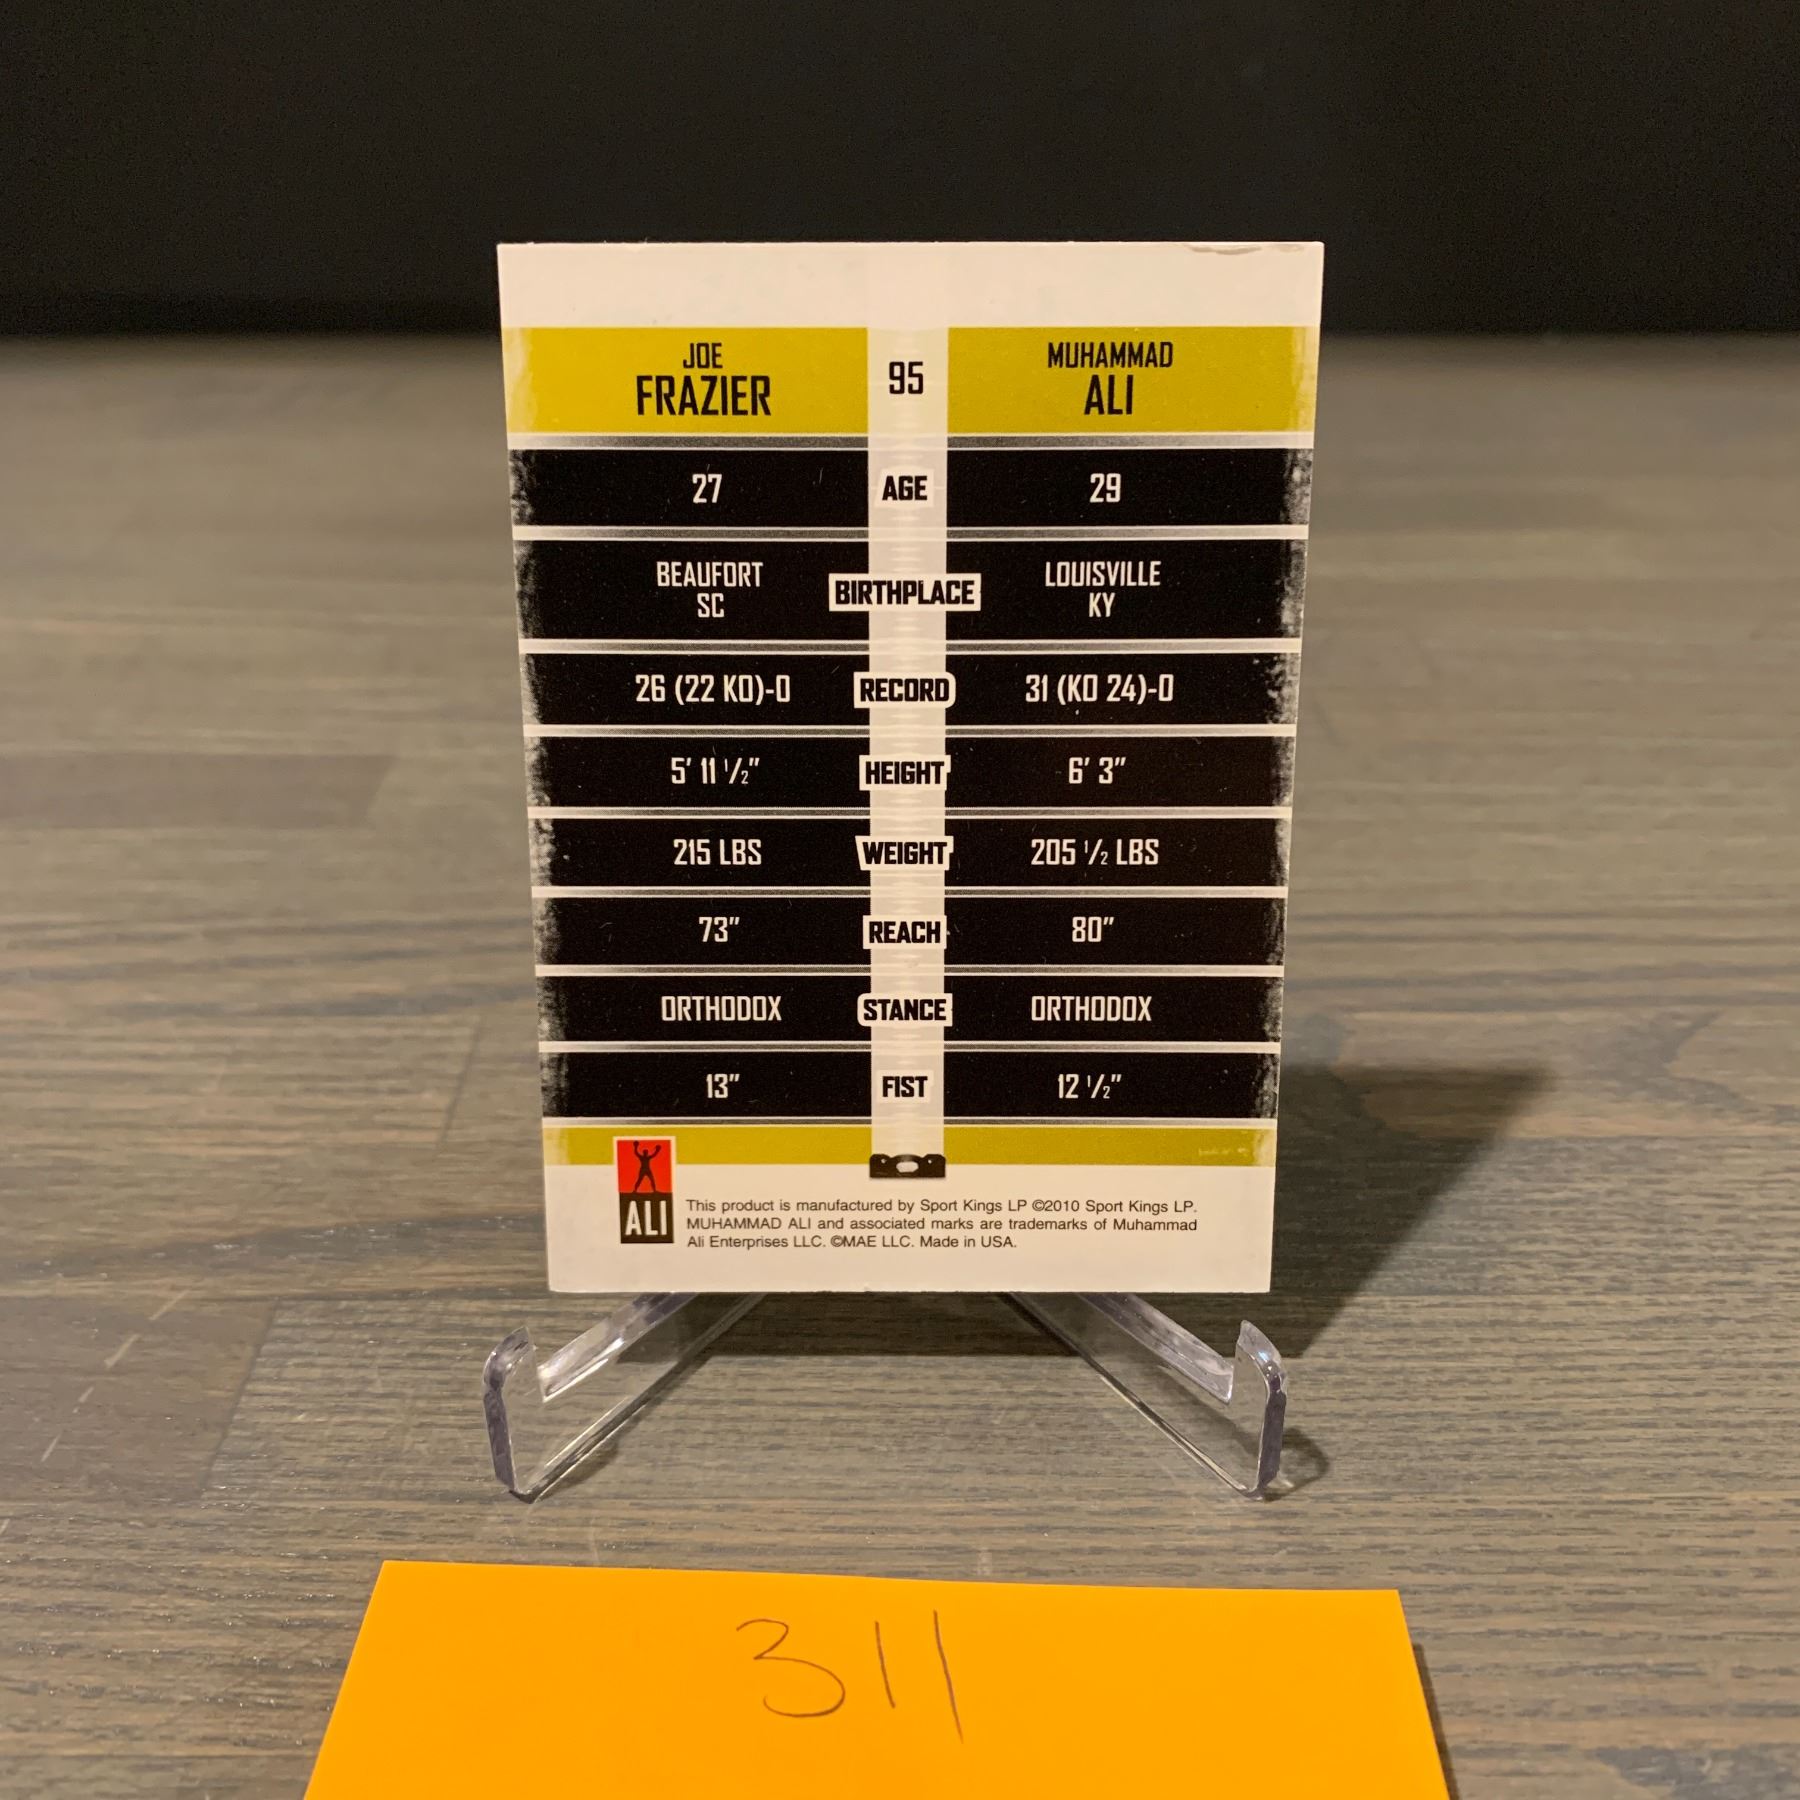 JOE
FRAZIER
95
MUHAMMAD
ALI
27
AGE
29
BEAUFORT
SC
BIRTHPLACE
LOUISVILLE
KY
26 (22 KO)-0
RECORD
31 (KO 24)-0
5' 11 1/2"
HEIGHT
6' 3"
215 LBS
WEIGHT
205 1/2 LBS
73"
REACH
80"
ORTHODOX
STANCE
ORTHODOX
13"
FIST
12 1/2"
ALI
This product is manufactured by Sport Kings LP ©2010 Sport Kings LP.
MUHAMMAD ALI and associated marks are trademarks of Muhammad
Ali Enterprises LLC. ©MAE LLC. Made in USA.
311